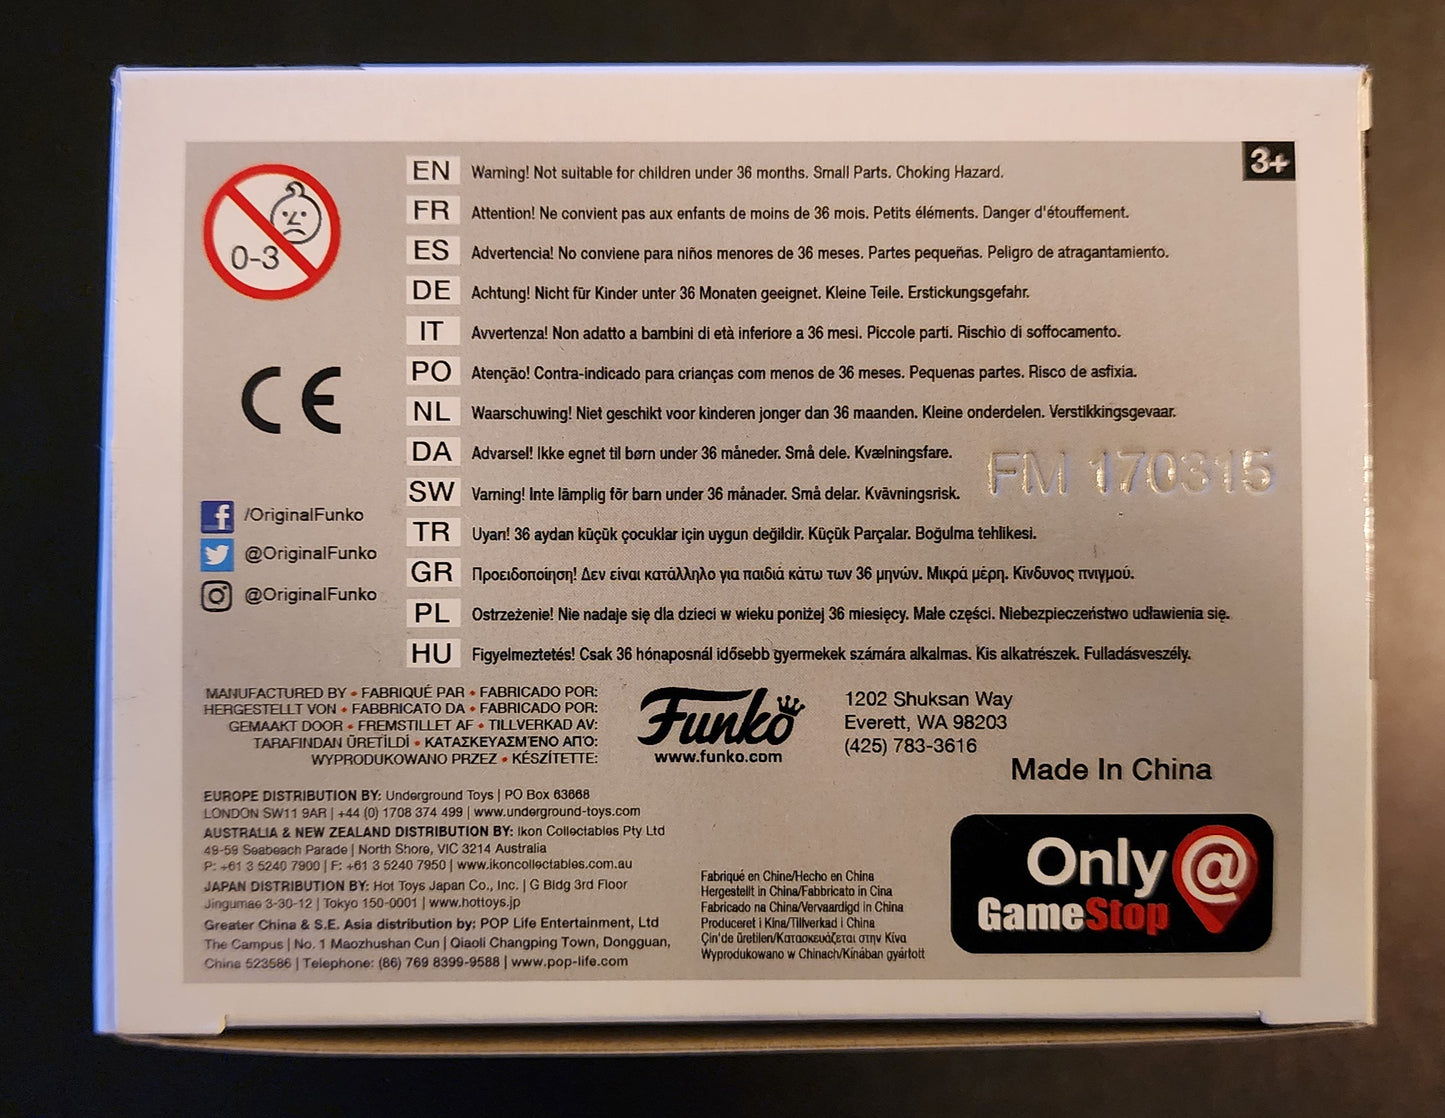 3+
0-3
EN Warning! Not suitable for children under 36 months. Small Parts. Choking Hazard.
FR Attention! Ne convient pas aux enfants de moins de 36 mois. Petits éléments. Danger d'étouffement.
ES Advertencia! No conviene para niños menores de 36 meses. Partes pequeñas. Peligro de atragantamiento.
DE Achtung! Nicht für Kinder unter 36 Monaten geeignet. Kleine Teile. Erstickungsgefahr.
IT Avvertenza! Non adatto a bambini di età inferiore a 36 mesi. Piccole parti. Rischio di soffocamento.
PO Atenção! Contra-indicado para crianças com menos de 36 meses. Pequenas partes. Risco de asfixia.
NL Waarschuwing! Niet geschikt voor kinderen jonger dan 36 maanden. Kleine onderdelen. Verstikkingsgevaar.
DA Advarsel! Ikke egnet til børn under 36 måneder. Små dele. Kvælningsfare.
SW Varning! Inte lämplig för barn under 36 månader. Små delar. Kvävningsrisk.
TR Uyarı! 36 aydan küçük çocuklar için uygun değildir. Küçük Parçalar. Boğulma tehlikesi.
GR Προειδοποίηση! Δεν είναι κατάλληλο για παιδιά κάτω των 36 μηνών. Μικρά μέρη. Κίνδυνος πνιγμού.
PL Ostrzeżenie! Nie nadaje się dla dzieci w wieku poniżej 36 miesięcy. Małe części. Niebezpieczeństwo udławienia się.
HU Figyelmeztetés! Csak 36 hónaposnál idősebb gyermekek számára alkalmas. Kis alkatrészek. Fulladásveszély.
CE
FM 170315
/OriginalFunko
@OriginalFunko
@OriginalFunko
MANUFACTURED BY • FABRIQUÉ PAR • FABRICADO POR:
HERGESTELLT VON • FABBRICATO DA • FABRICADO POR:
GEMAAKT DOOR • FREMSTILLET AF • TILLVERKAD AV:
TARAFINDAN ÜRETİLDİ • ΚΑΤΑΣΚΕΥΑΣΜΈΝΟ ΑΠΌ:
WYPRODUKOWANO PRZEZ • KÉSZÍTETTE:
Funko
www.funko.com
1202 Shuksan Way
Everett, WA 98203
(425) 783-3616
Made In China
EUROPE DISTRIBUTION BY: Underground Toys | PO Box 63668
LONDON SW11 9AR | +44 (0) 1708 374 499 | www.underground-toys.com
AUSTRALIA & NEW ZEALAND DISTRIBUTION BY: Ikon Collectables Pty Ltd
49-59 Seabeach Parade | North Shore, VIC 3214 Australia
P: +61 3 5240 7900 | F: +61 3 5240 7950 | www.ikoncollectables.com.au
JAPAN DISTRIBUTION BY: Hot Toys Japan Co., Inc. | G Bldg 3rd Floor
Jingumae 3-30-12 | Tokyo 150-0001 | www.hottoys.jp
Greater China & S.E. Asia distribution by: POP Life Entertainment, Ltd
The Campus | No. 1 Maozhushan Cun | Qiaoli Changping Town, Dongguan,
China 523586 | Telephone: (86) 769 8399-9588 | www.pop-life.com
Fabriqué en Chine/Hecho en China
Hergestellt in China/Fabbricato in Cina
Fabricado na China/Vervaardigd in China
Produceret i Kina/Tillverkad i China
Çin'de üretilen/Κατασκευάζεται στην Κίνα
Wyprodukowano w Chinach/Kínában gyártott
Only @
GameStop